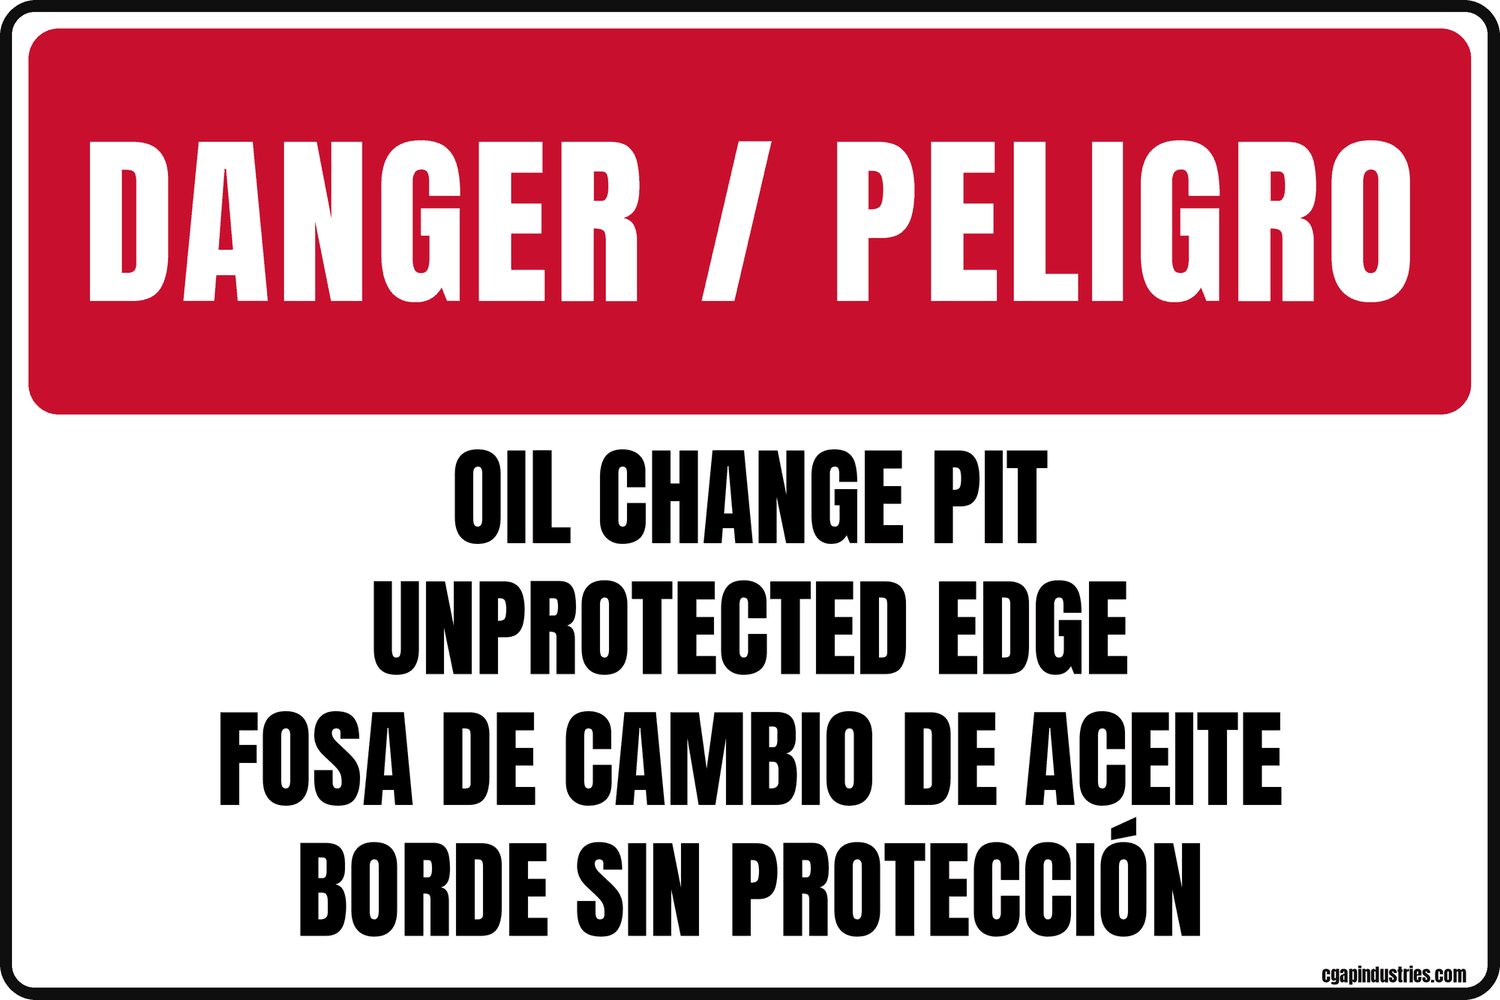 DANGER / PELIGRO
OIL CHANGE PIT
UNPROTECTED EDGE
FOSA DE CAMBIO DE ACEITE
BORDE SIN PROTECCIÓN
cgapindustries.com